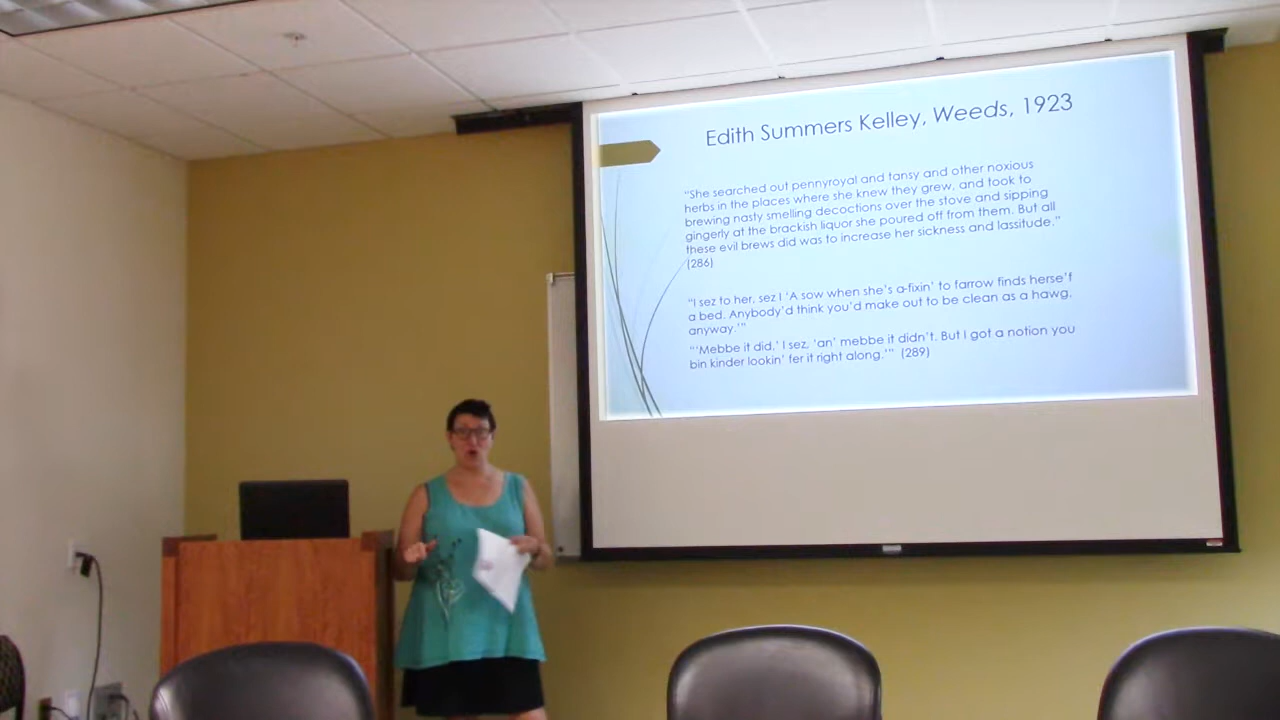 Edith Summers Kelley, Weeds, 1923
“She searched out pennyroyal and tansy and other noxious
herbs in the places where she knew they grew, and took to
brewing nasty smelling decoctions over the stove and sipping
gingerly at the brackish liquor she poured off from them. But all
these evil brews did was to increase her sickness and lassitude.”
(286)
“I sez to her, sez I ‘A sow when she’s a-fixin’ to farrow finds herse’f
a bed. Anybody’d think you’d make out to be clean as a hawg,
anyway.’”
“‘Mebbe it did,’ I sez, ‘an’ mebbe it didn’t. But I got a notion you
bin kinder lookin’ fer it right along.’” (289)